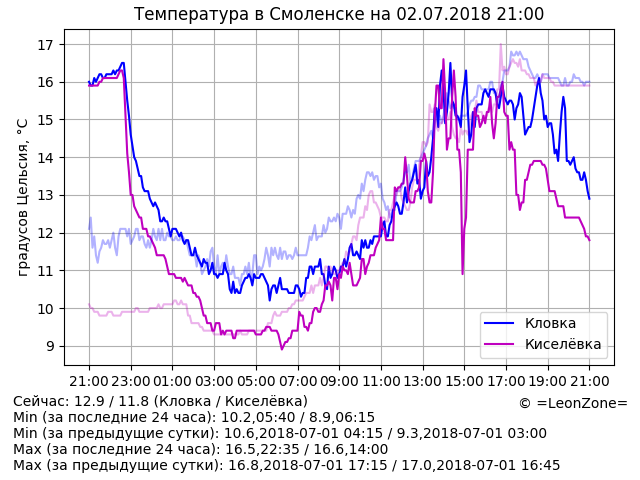 Температура в Смоленске на 02.07.2018 21:00
градусов Цельсия, °C
17
16
15
14
13
12
11
10
9
21:00 23:00 01:00 03:00 05:00 07:00 09:00 11:00 13:00 15:00 17:00 19:00 21:00
Кловка
Киселёвка
Сейчас: 12.9 / 11.8 (Кловка / Киселёвка)
© =LeonZone=
Min (за последние 24 часа): 10.2,05:40 / 8.9,06:15
Min (за предыдущие сутки): 10.6,2018-07-01 04:15 / 9.3,2018-07-01 03:00
Max (за последние 24 часа): 16.5,22:35 / 16.6,14:00
Max (за предыдущие сутки): 16.8,2018-07-01 17:15 / 17.0,2018-07-01 16:45